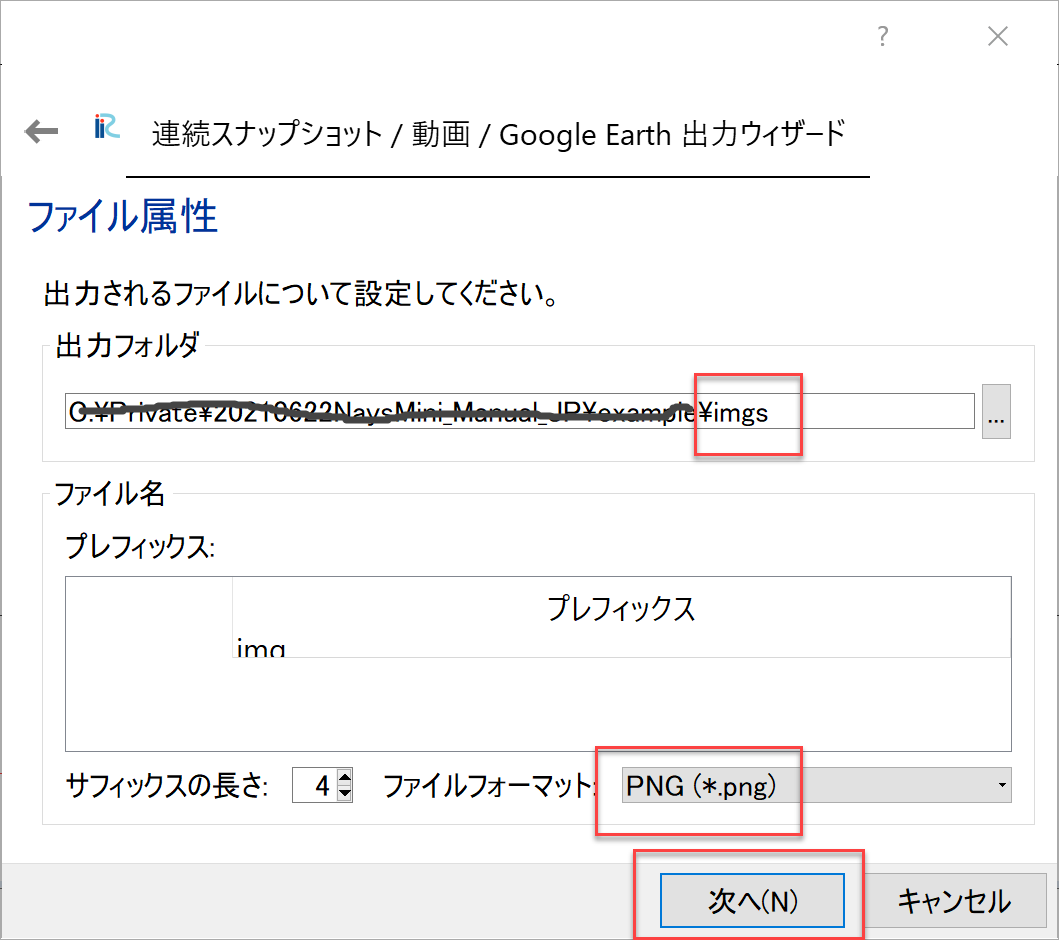 ?
iRIC
連続スナップショット / 動画 / Google Earth 出力ウィザード
ファイル属性
出力されるファイルについて設定してください。
出力フォルダ
C:¥Private¥20210622NaysMini_Manual_JP¥example¥imgs
...
ファイル名
プレフィックス:
プレフィックス
img
サフィックスの長さ: 4 ファイルフォーマット: PNG (*.png)
次へ(N) キャンセル